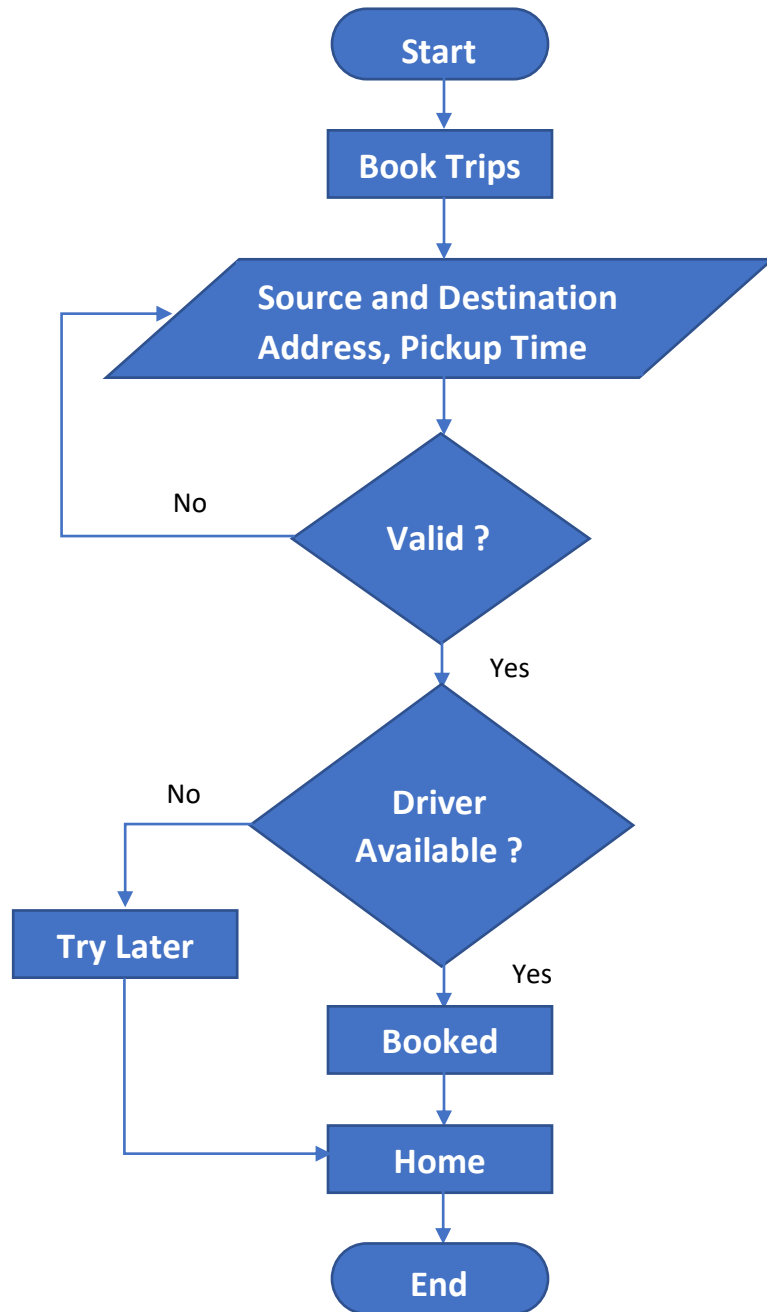 Start
Book Trips
Source and Destination
Address, Pickup Time
No
Valid ?
Yes
No
Driver
Available ?
Try Later
Yes
Booked
Home
End